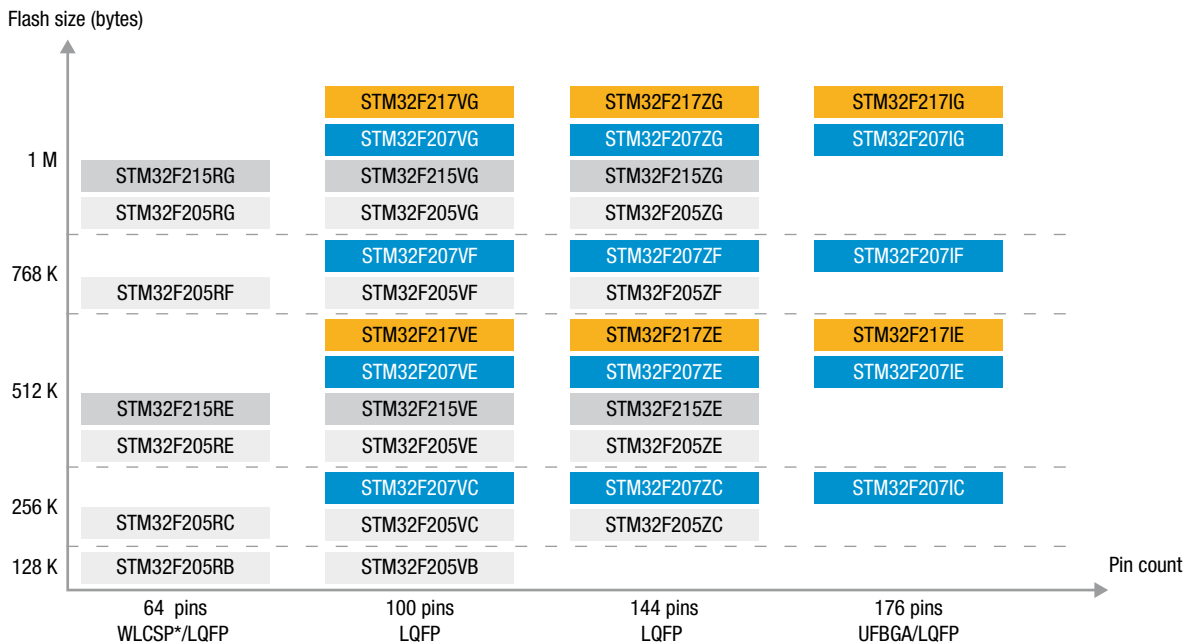 Flash size (bytes)
STM32F217VG STM32F217ZG STM32F217IG
STM32F207VG STM32F207ZG STM32F207IG
1 M
STM32F215RG STM32F215VG STM32F215ZG
STM32F205RG STM32F205VG STM32F205ZG
STM32F207VF STM32F207ZF STM32F207IF
768 K
STM32F205RF STM32F205VF STM32F205ZF
STM32F217VE STM32F217ZE STM32F217IE
STM32F207VE STM32F207ZE STM32F207IE
512 K
STM32F215RE STM32F215VE STM32F215ZE
STM32F205RE STM32F205VE STM32F205ZE
STM32F207VC STM32F207ZC STM32F207IC
256 K
STM32F205RC STM32F205VC STM32F205ZC
128 K STM32F205RB STM32F205VB
Pin count
64 pins 100 pins 144 pins 176 pins
WLCSP*/LQFP LQFP LQFP UFBGA/LQFP